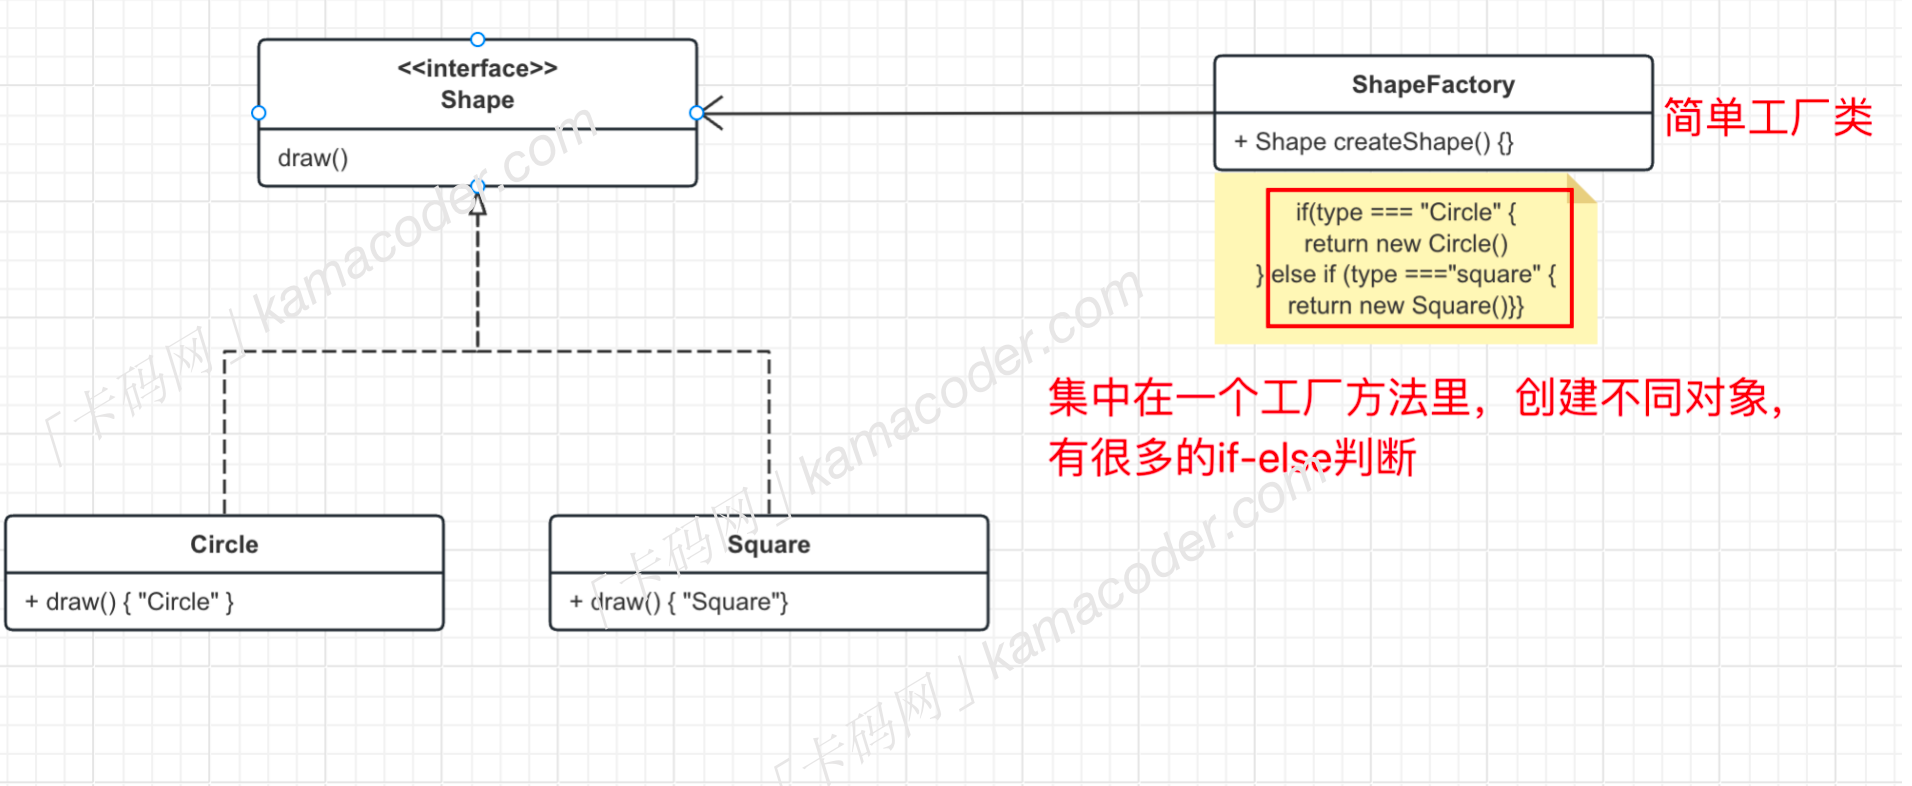 <<interface>>
Shape
draw()
ShapeFactory
+ Shape createShape() {}
简单工厂类
if(type === "Circle" {
return new Circle()
} else if (type ==="square" {
return new Square()}}
集中在一个工厂方法里，创建不同对象，
有很多的if-else判断
Circle
+ draw() { "Circle" }
Square
+ draw() { "Square"}
「卡码网」kamacoder.com
「卡码网」kamacoder.com
「卡码网」kamacoder.com